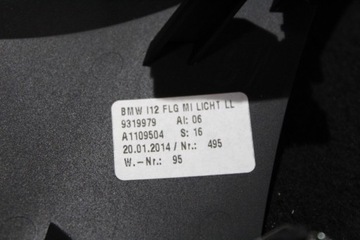 BMW I12 FLG MI LICHT LL
9319979 AI: 06
A1109504 S: 16
20.01.2014 / Nr.: 495
W.-Nr.: 95